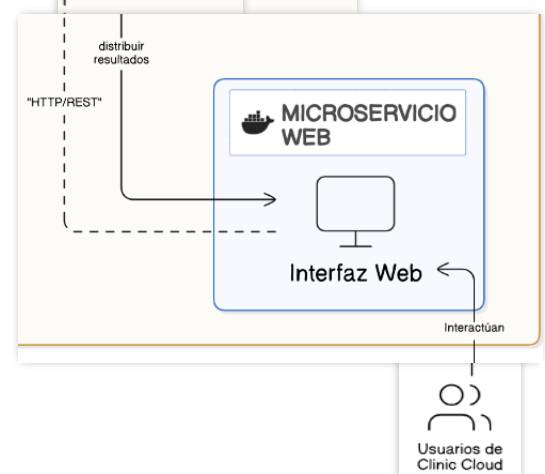 distribuir
resultados
"HTTP/REST"
MICROSERVICIO
WEB
Interfaz Web
Interactúan
Usuarios de
Clinic Cloud